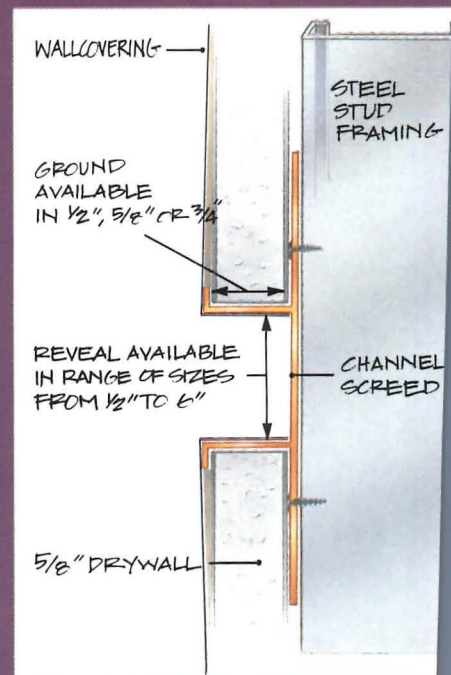 WALLCOVERING
STEEL
STUD
FRAMING
GROUND
AVAILABLE
IN 1/2", 5/8" OR 3/4"
REVEAL AVAILABLE
IN RANGE OF SIZES
FROM 1/2" TO 6"
CHANNEL
SCREED
5/8" DRYWALL